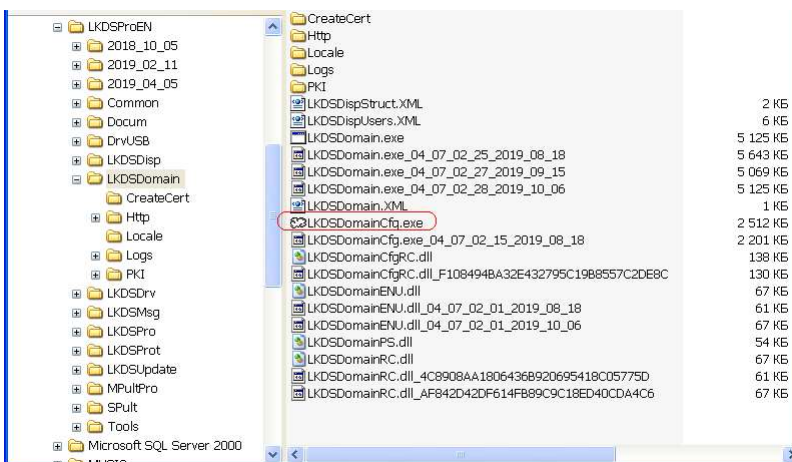 LKDSProEN
2018_10_05
2019_02_11
2019_04_05
Common
Docum
DrvUSB
LKDSDisp
LKDSDomain
CreateCert
Http
Locale
Logs
PKI
LKDSDrv
LKDSMsg
LKDSPro
LKDSProt
LKDSUpdate
MPultPro
SPult
Tools
Microsoft SQL Server 2000
CreateCert
Http
Locale
Logs
PKI
LKDSDispStruct.XML 2 КБ
LKDSDispUsers.XML 6 КБ
LKDSDomain.exe 5 125 КБ
LKDSDomain.exe_04_07_02_25_2019_08_18 5 643 КБ
LKDSDomain.exe_04_07_02_27_2019_09_15 5 069 КБ
LKDSDomain.exe_04_07_02_28_2019_10_06 5 125 КБ
LKDSDomain.XML 1 КБ
LKDSDomainCfg.exe 2 512 КБ
LKDSDomainCfg.exe_04_07_02_15_2019_08_18 2 201 КБ
LKDSDomainCfgRC.dll 138 КБ
LKDSDomainCfgRC.dll_F108494BA32E432795C19B8557C2DE8C 130 КБ
LKDSDomainENU.dll 67 КБ
LKDSDomainENU.dll_04_07_02_01_2019_08_18 61 КБ
LKDSDomainENU.dll_04_07_02_01_2019_10_06 67 КБ
LKDSDomainPS.dll 54 КБ
LKDSDomainRC.dll 67 КБ
LKDSDomainRC.dll_4C8908AA1806436B920695418C05775D 61 КБ
LKDSDomainRC.dll_AF842D42DF614FB89C9C18ED40CDA4C6 67 КБ